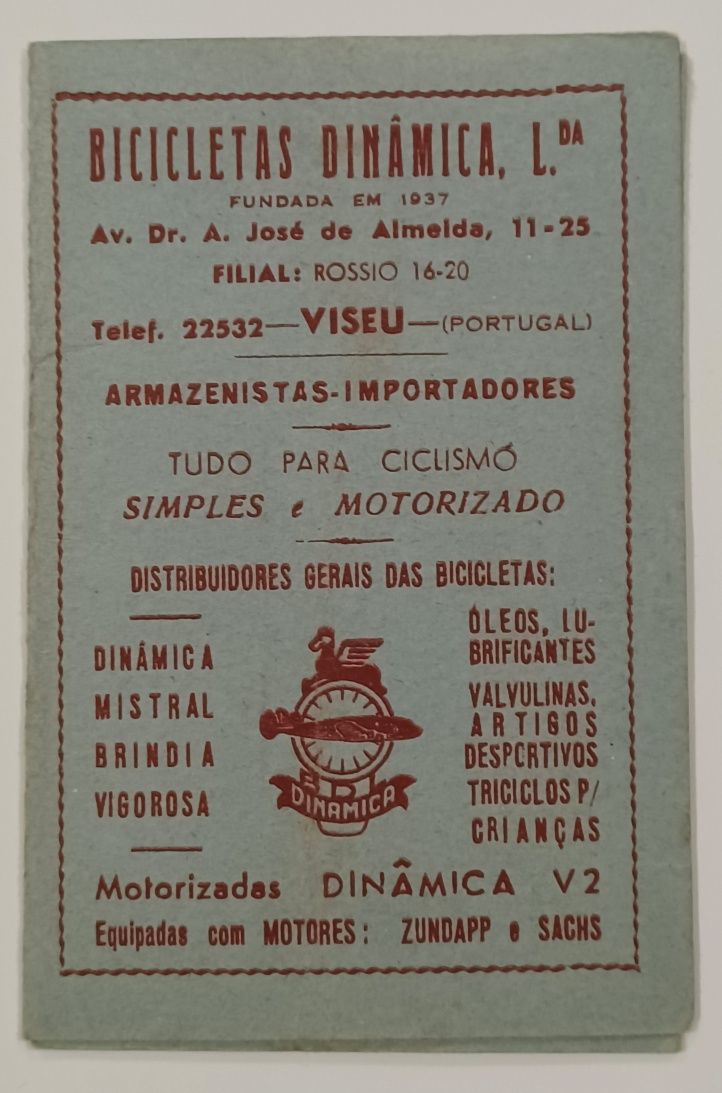 BICICLETAS DINÂMICA, L.DA
FUNDADA EM 1937
Av. Dr. A. José de Almeida, 11-25
FILIAL: ROSSIO 16-20
Telef. 22532—VISEU—(PORTUGAL)
ARMAZENISTAS-IMPORTADORES
TUDO PARA CICLISMO
SIMPLES e MOTORIZADO
DISTRIBUIDORES GERAIS DAS BICICLETAS:
DINÂMICA
MISTRAL
BRINDIA
VIGOROSA
DINAMICA
ÓLEOS, LU-
BRIFICANTES
VALVULINAS,
ARTIGOS
DESPORTIVOS
TRICICLOS P/
CRIANÇAS
Motorizadas DINÂMICA V2
Equipadas com MOTORES: ZUNDAPP e SACHS